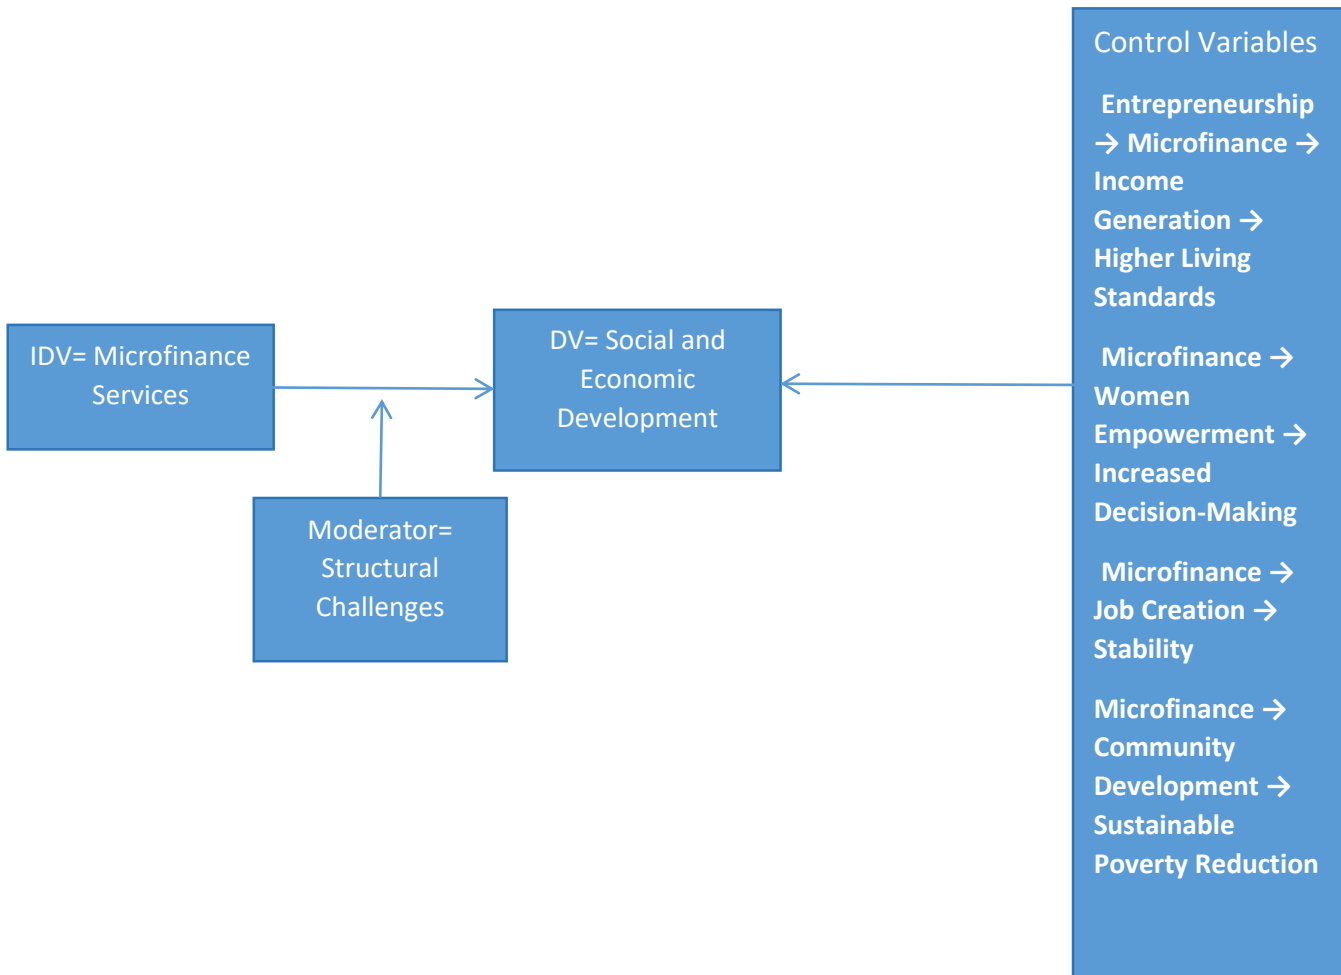 IDV= Microfinance
Services
DV= Social and
Economic
Development
Moderator=
Structural
Challenges
Control Variables
Entrepreneurship
→ Microfinance →
Income
Generation →
Higher Living
Standards
Microfinance →
Women
Empowerment →
Increased
Decision-Making
Microfinance →
Job Creation →
Stability
Microfinance →
Community
Development →
Sustainable
Poverty Reduction